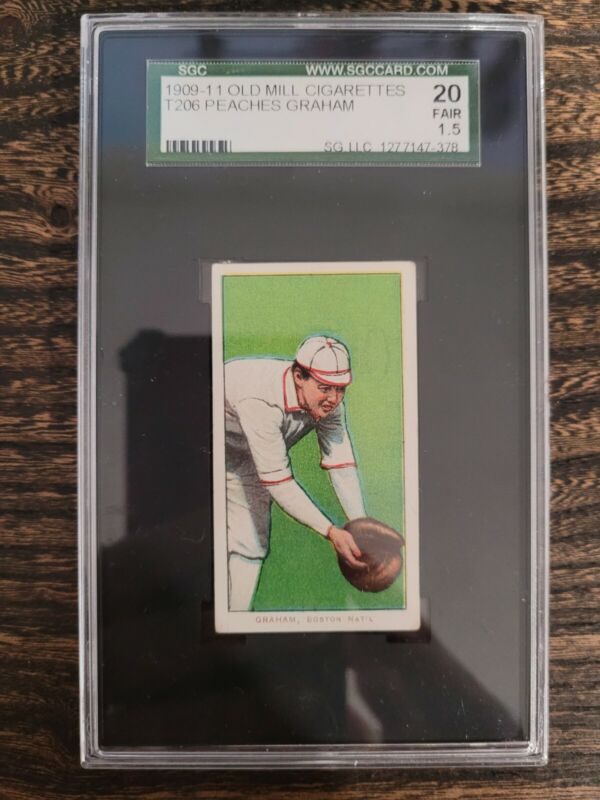 SGC WWW.SGCCARD.COM
1909-11 OLD MILL CIGARETTES 20
T206 PEACHES GRAHAM FAIR
1.5
SG LLC 1277147-378
GRAHAM, BOSTON NAT'L